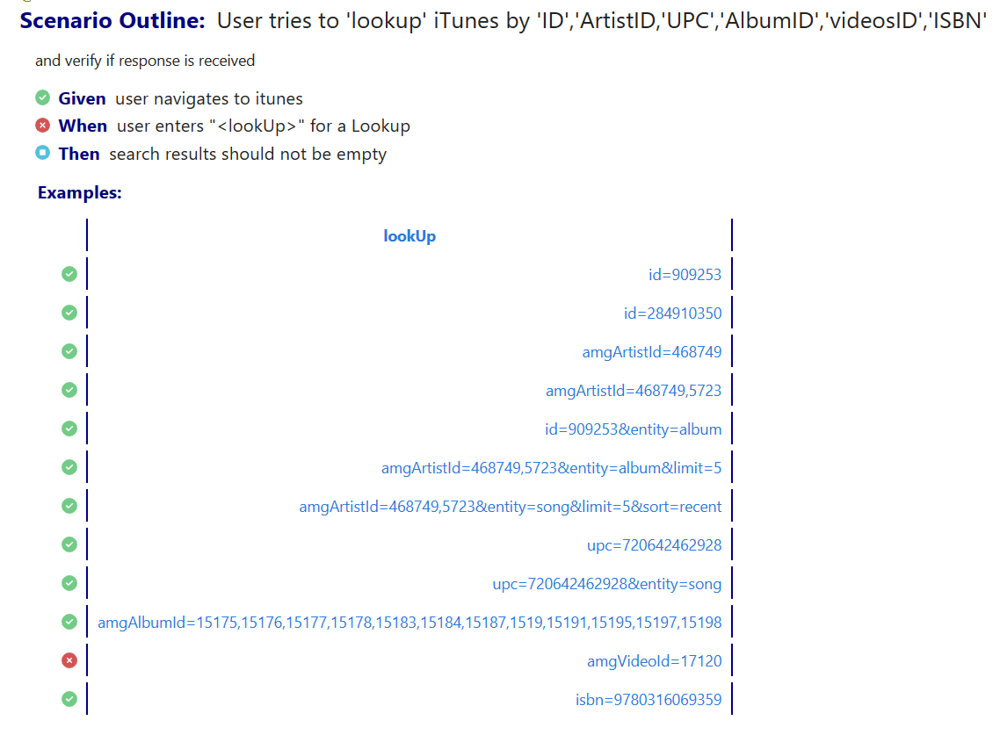 Scenario Outline: User tries to 'lookup' iTunes by 'ID','ArtistID,'UPC','AlbumID','videosID','ISBN'
and verify if response is received
Given user navigates to itunes
When user enters "<lookUp>" for a Lookup
Then search results should not be empty
Examples:
lookUp
id=909253
id=284910350
amgArtistId=468749
amgArtistId=468749,5723
id=909253&entity=album
amgArtistId=468749,5723&entity=album&limit=5
amgArtistId=468749,5723&entity=song&limit=5&sort=recent
upc=720642462928
upc=720642462928&entity=song
amgAlbumId=15175,15176,15177,15178,15183,15184,15187,1519,15191,15195,15197,15198
amgVideoId=17120
isbn=9780316069359